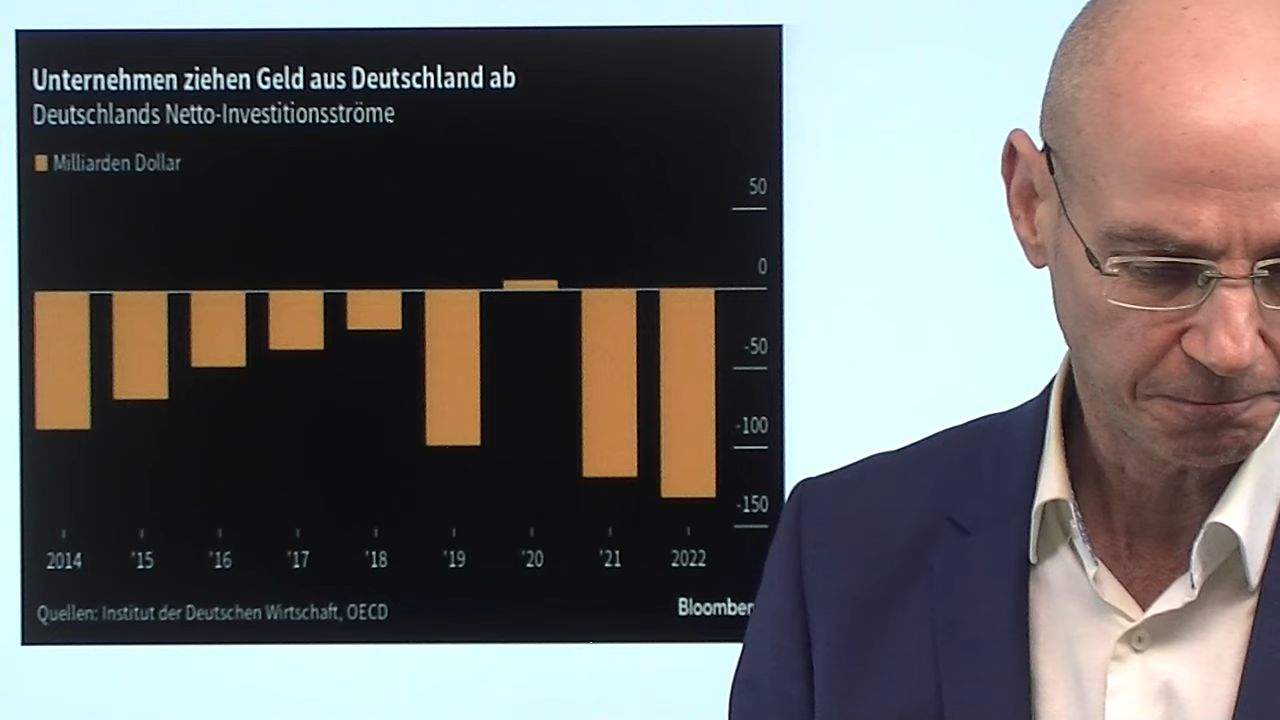 Unternehmen ziehen Geld aus Deutschland ab
Deutschlands Netto-Investitionsströme
Milliarden Dollar
50
0
-50
-100
-150
2014 '15 '16 '17 '18 '19 '20 '21 2022
Quellen: Institut der Deutschen Wirtschaft, OECD
Bloomber